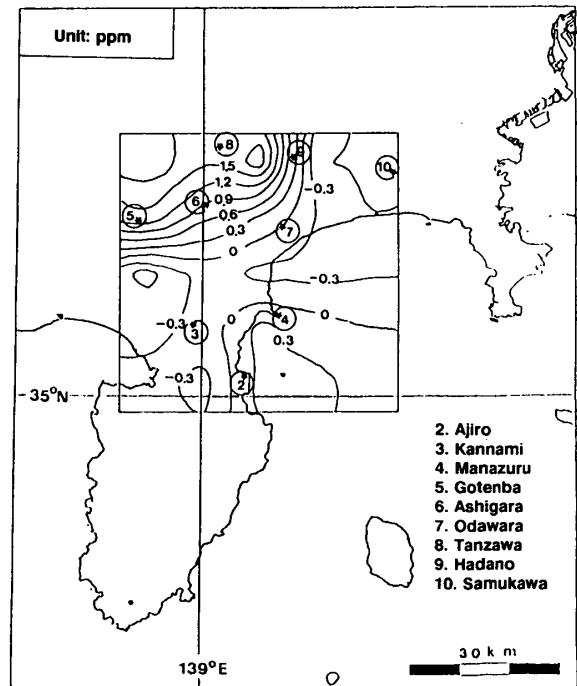 Unit: ppm
8
9
10
1.5
1.2
0.9
0.6
0.3
0
-0.3
6
5
7
-0.3
-0.3
0
4
0
3
0.3
-0.3
2
35°N
2. Ajiro
3. Kannami
4. Manazuru
5. Gotenba
6. Ashigara
7. Odawara
8. Tanzawa
9. Hadano
10. Samukawa
139°E
30 km